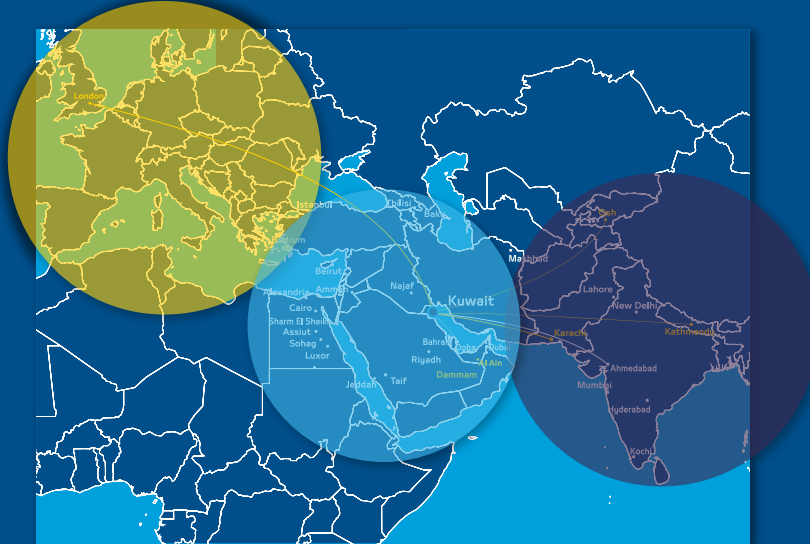 London
Istanbul
Tbilisi
Baku
Osh
Bodrum
Mashhad
Beirut
Lahore
Najaf
Alexandria
Amman
Kuwait
New Delhi
Cairo
Sharm El Sheikh
Assiut
Karachi
Kathmandu
Sohag
Bahrain
Doha
Dubai
Luxor
Riyadh
Al Ain
Ahmedabad
Dammam
Jeddah
Taif
Mumbai
Hyderabad
Kochi